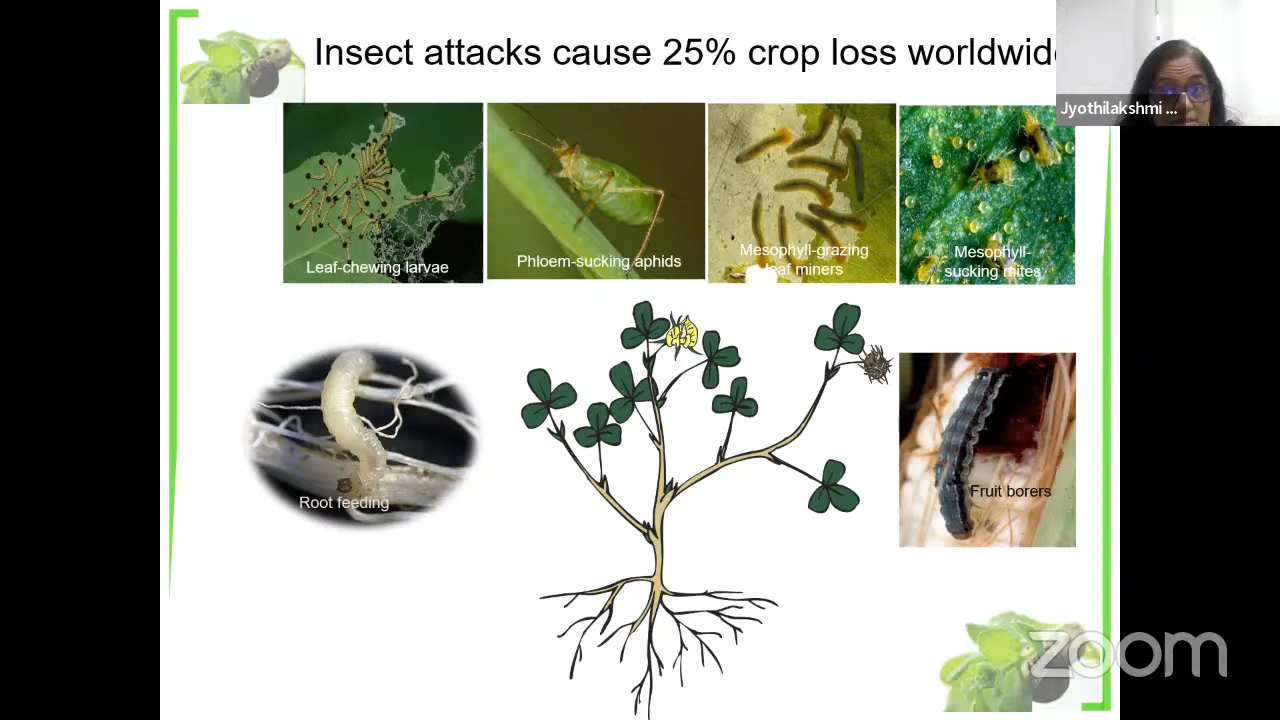 Insect attacks cause 25% crop loss worldwide
Jyothilakshmi ...
Leaf-chewing larvae
Phloem-sucking aphids
Mesophyll-grazing
leaf miners
Mesophyll-
sucking mites
Root feeding
Fruit borers
zoom